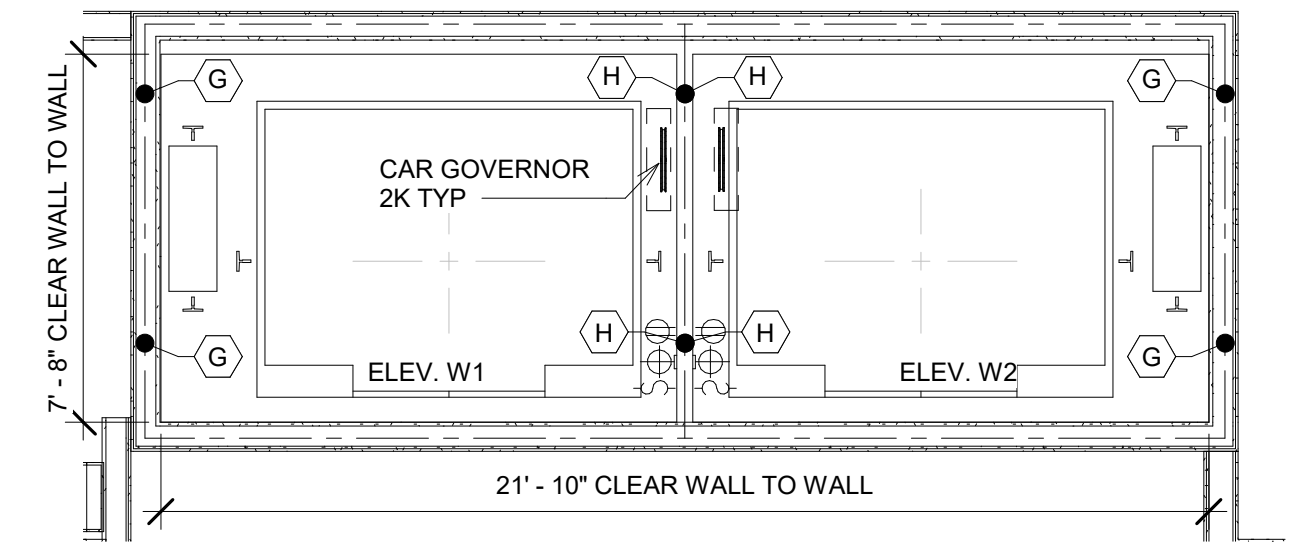 G
H
H
G
7' - 8" CLEAR WALL TO WALL
CAR GOVERNOR
2K TYP
G
H
H
G
ELEV. W1
ELEV. W2
21' - 10" CLEAR WALL TO WALL